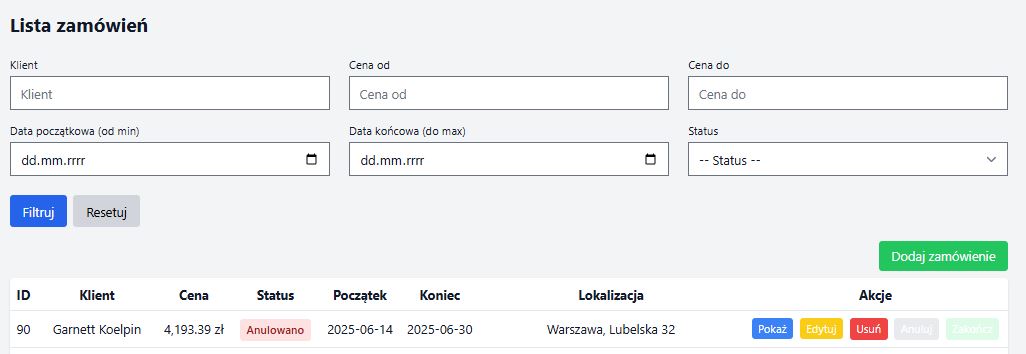 Lista zamówień
Klient Cena od Cena do
Klient Cena od Cena do
Data początkowa (od min) Data końcowa (do max) Status
dd.mm.rrrr dd.mm.rrrr -- Status --
Filtruj Resetuj
Dodaj zamówienie
ID Klient Cena Status Początek Koniec Lokalizacja Akcje
90 Garnett Koelpin 4,193.39 zł Anulowano 2025-06-14 2025-06-30 Warszawa, Lubelska 32 Pokaż Edytuj Usuń Anuluj Zakończ